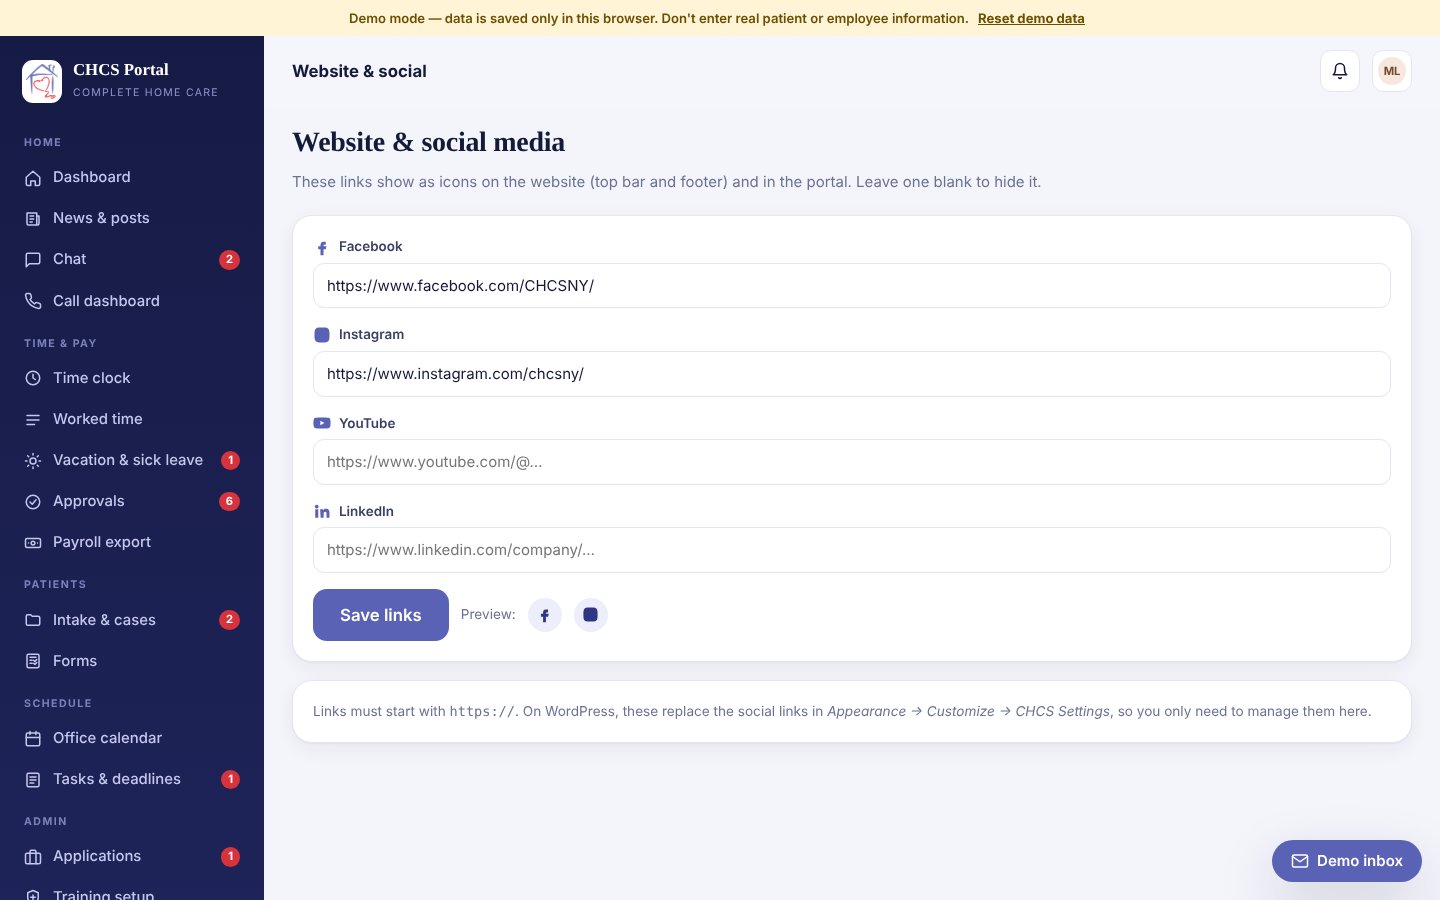 Demo mode — data is saved only in this browser. Don't enter real patient or employee information. Reset demo data
CHCS Portal
COMPLETE HOME CARE
HOME
Dashboard
News & posts
Chat 2
Call dashboard
TIME & PAY
Time clock
Worked time
Vacation & sick leave 1
Approvals 6
Payroll export
PATIENTS
Intake & cases 2
Forms
SCHEDULE
Office calendar
Tasks & deadlines 1
ADMIN
Applications 1
Training setup
Website & social
ML
Website & social media
These links show as icons on the website (top bar and footer) and in the portal. Leave one blank to hide it.
Facebook
https://www.facebook.com/CHCSNY/
Instagram
https://www.instagram.com/chcsny/
YouTube
https://www.youtube.com/@...
LinkedIn
https://www.linkedin.com/company/...
Save links Preview:
Links must start with https://. On WordPress, these replace the social links in Appearance → Customize → CHCS Settings, so you only need to manage them here.
Demo inbox